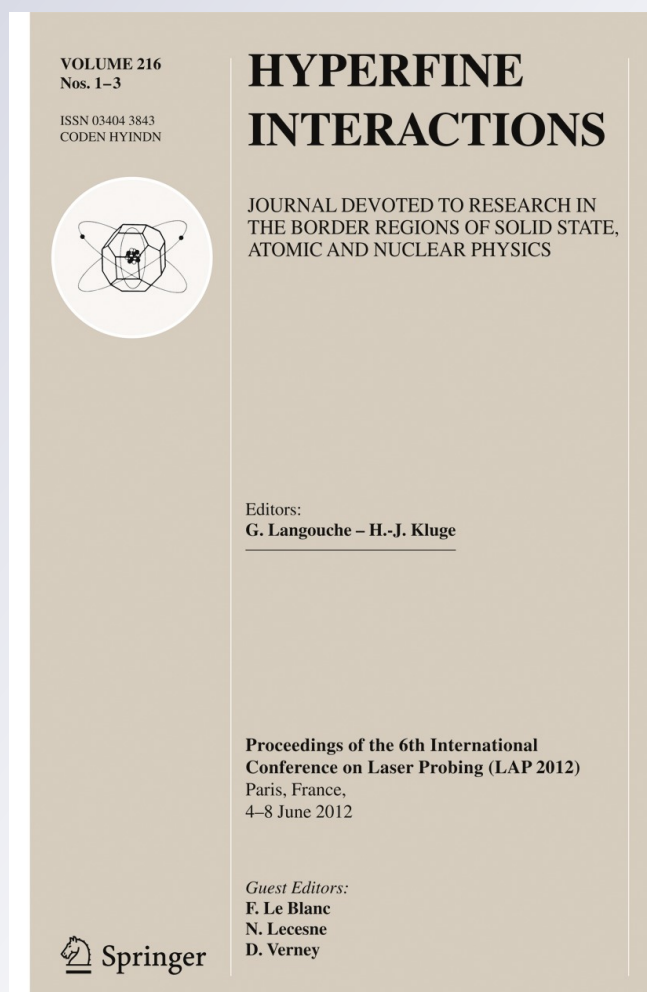 VOLUME 216
Nos. 1–3
ISSN 03404 3843
CODEN HYINDN
HYPERFINE
INTERACTIONS
JOURNAL DEVOTED TO RESEARCH IN
THE BORDER REGIONS OF SOLID STATE,
ATOMIC AND NUCLEAR PHYSICS
Editors:
G. Langouche – H.-J. Kluge
Proceedings of the 6th International
Conference on Laser Probing (LAP 2012)
Paris, France,
4–8 June 2012
Guest Editors:
F. Le Blanc
N. Lecesne
D. Verney
Springer